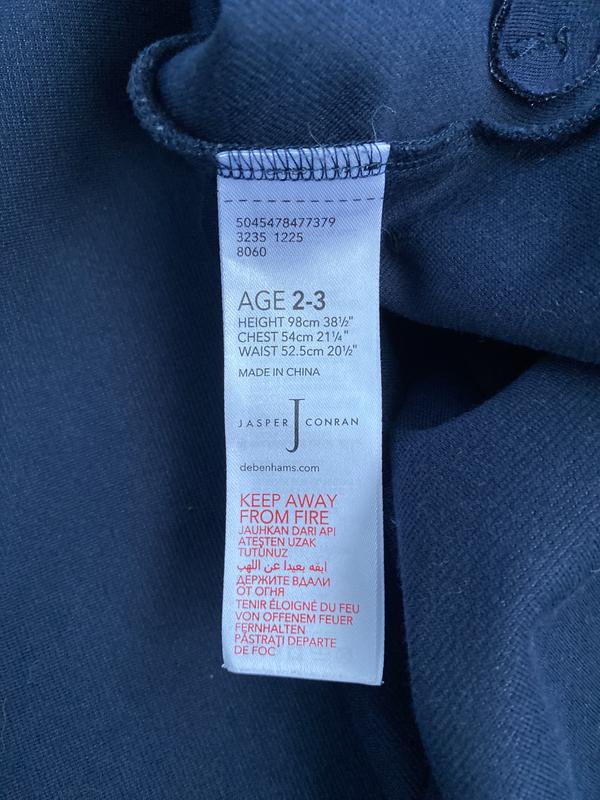 5045478477379
3235 1225
8060
AGE 2-3
HEIGHT 98cm 38½"
CHEST 54cm 21¼"
WAIST 52.5cm 20½"
MADE IN CHINA
JASPER J CONRAN
debenhams.com
KEEP AWAY
FROM FIRE
JAUHKAN DARI API
ATEŞTEN UZAK
TUTUNUZ
ابقه بعيدا عن اللهب
ДЕРЖИТЕ ВДАЛИ
ОТ ОГНЯ
TENIR ÉLOIGNÉ DU FEU
VON OFFENEM FEUER
FERNHALTEN
PĂSTRAȚI DEPARTE
DE FOC